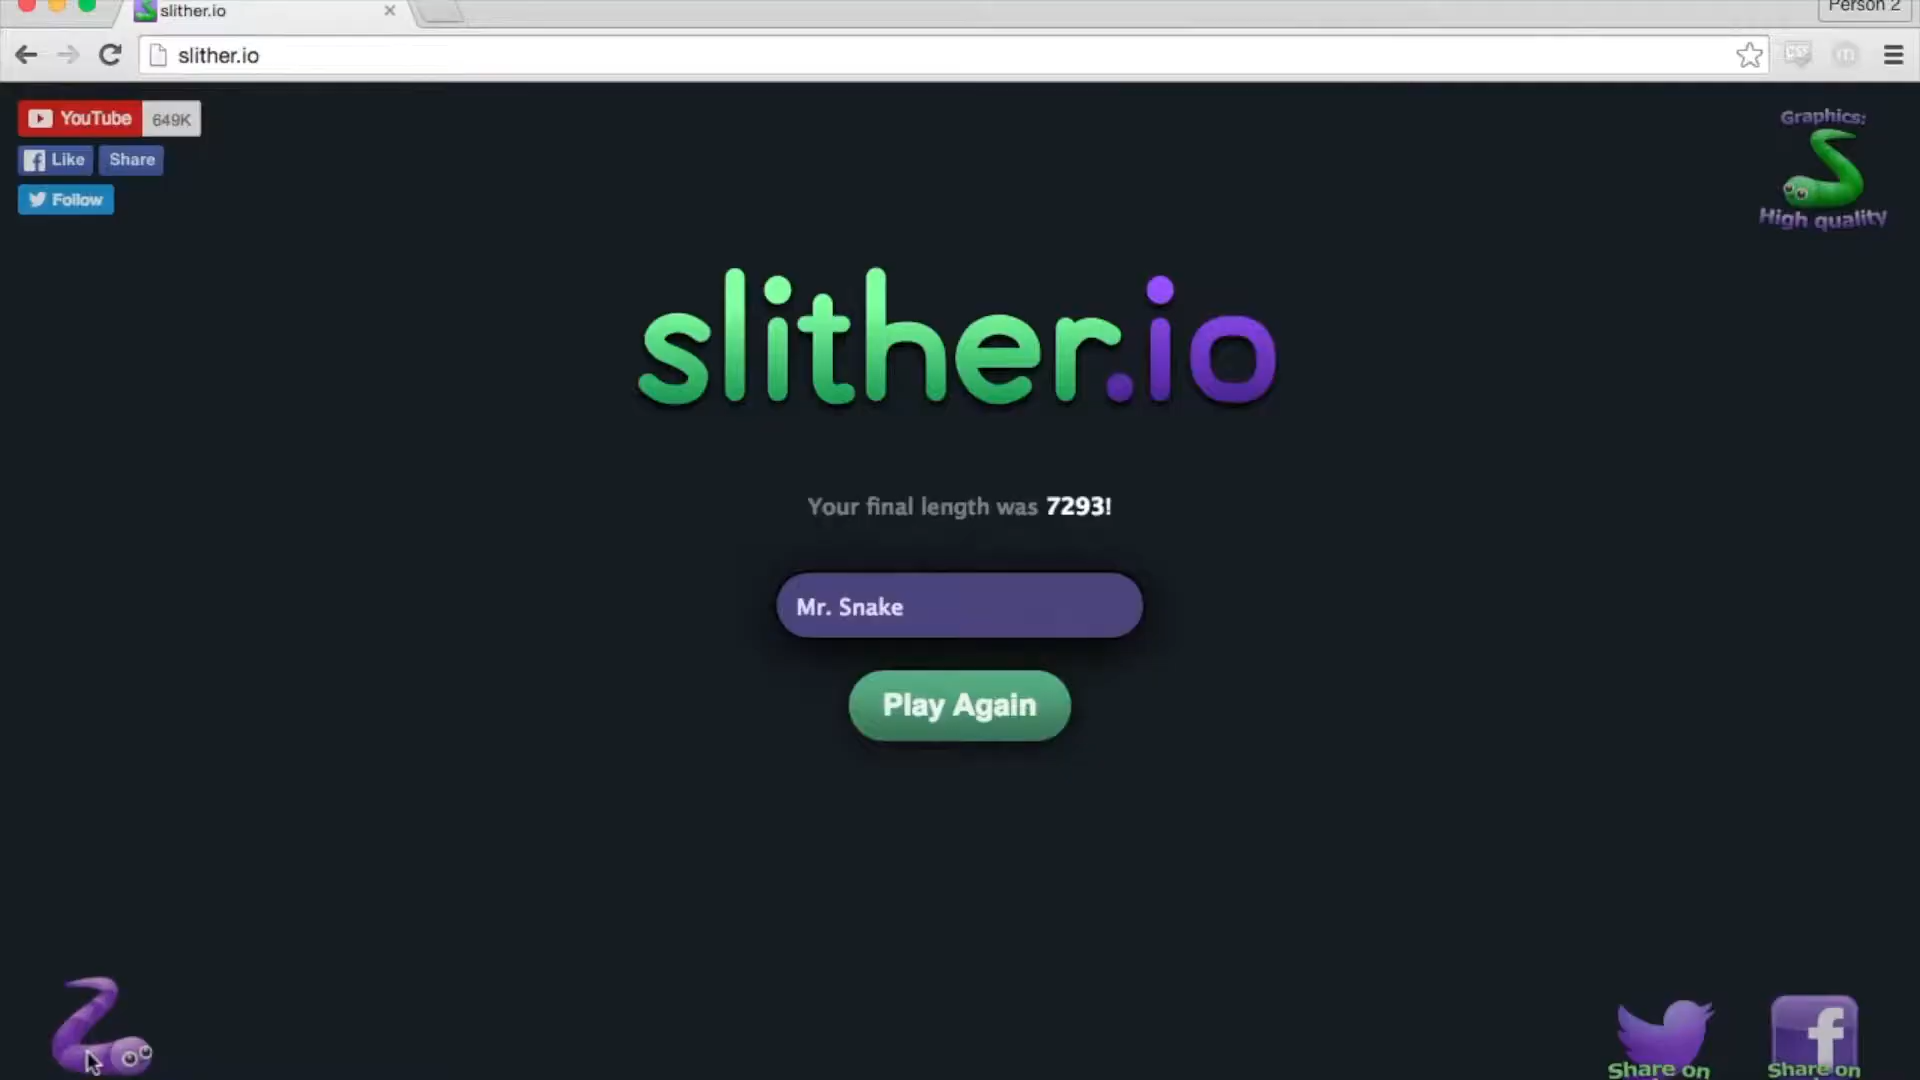 slither.io
Person 2
slither.io
YouTube 649K
Like Share
Follow
Graphics:
High quality
slither.io
Your final length was 7293!
Mr. Snake
Play Again
Share on
Share on